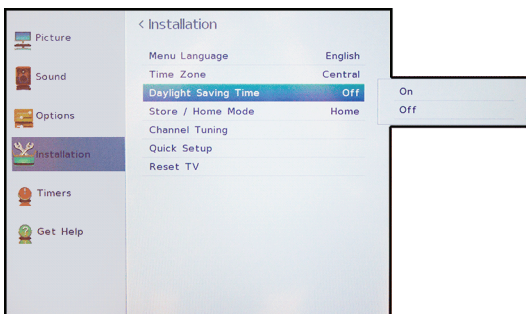 < Installation
Picture
Sound
Options
Installation
Timers
Get Help
Menu Language English
Time Zone Central
Daylight Saving Time Off
Store / Home Mode Home
Channel Tuning
Quick Setup
Reset TV
On
Off